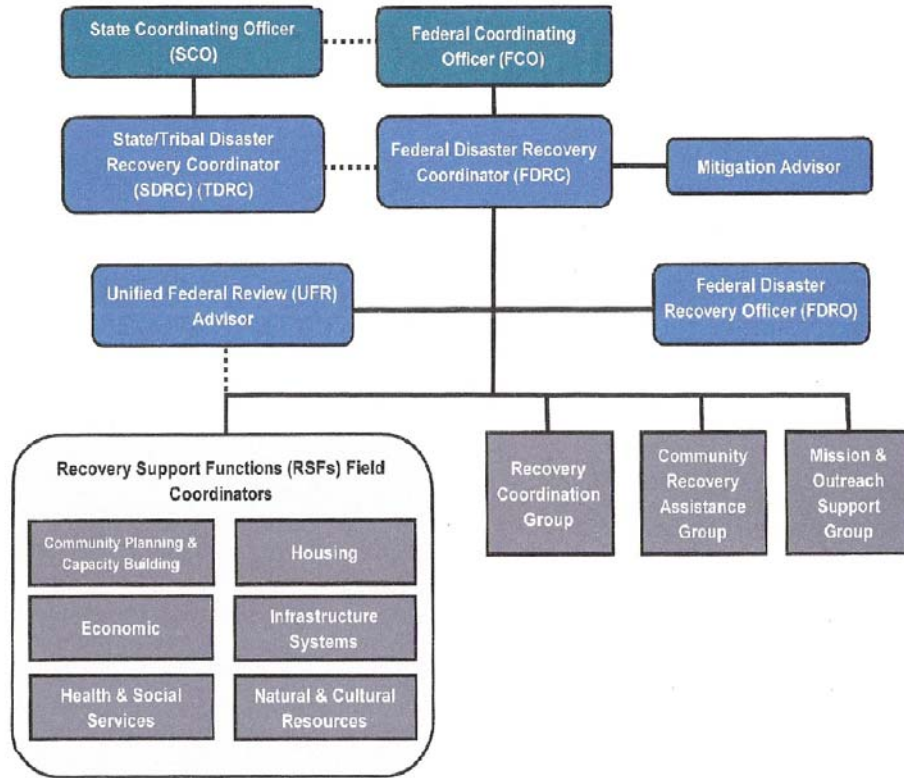 State Coordinating Officer
(SCO)
Federal Coordinating
Officer (FCO)
State/Tribal Disaster
Recovery Coordinator
(SDRC) (TDRC)
Federal Disaster Recovery
Coordinator (FDRC)
Mitigation Advisor
Unified Federal Review (UFR)
Advisor
Federal Disaster
Recovery Officer (FDRO)
Recovery Support Functions (RSFs) Field
Coordinators
Community Planning &
Capacity Building
Housing
Economic
Infrastructure
Systems
Health & Social
Services
Natural & Cultural
Resources
Recovery
Coordination
Group
Community
Recovery
Assistance
Group
Mission &
Outreach
Support
Group